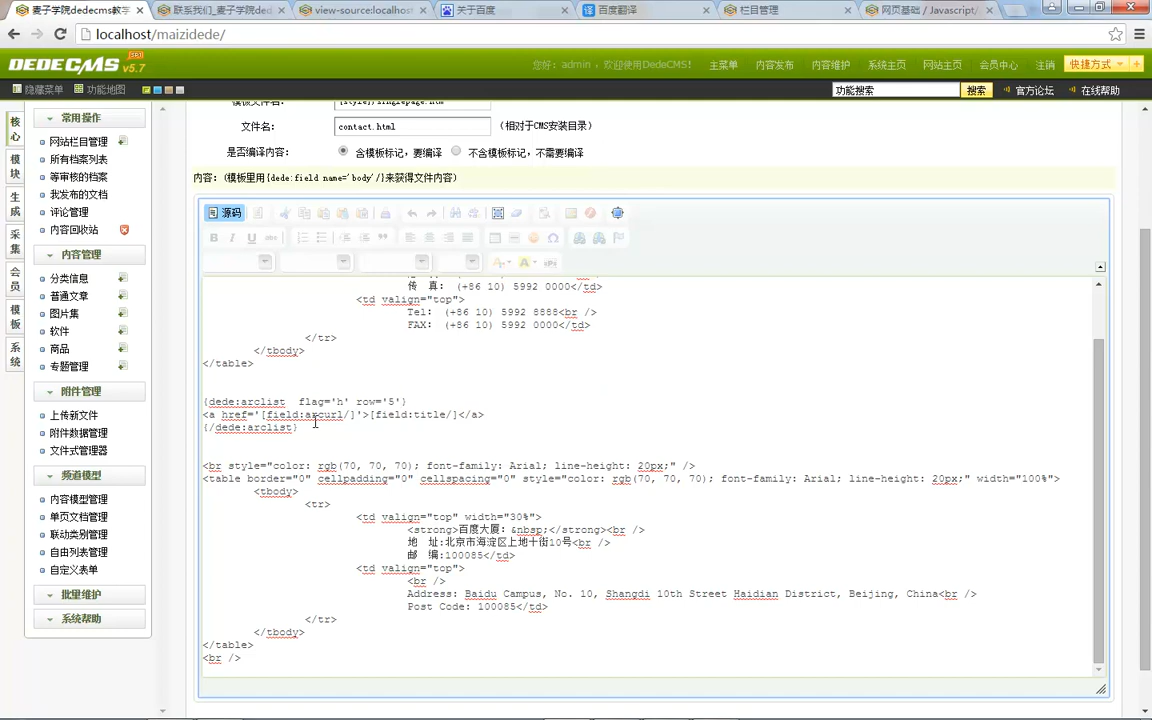 麦子学院dedecms教学
联系我们_麦子学院ded
view-source:localhost
关于百度
百度翻译
栏目管理
网页基础 / Javascript/
localhost/maizidede/
DEDECMS v5.7
您好: admin , 欢迎使用DedeCMS!
主菜单
内容发布
内容维护
系统主页
网站主页
会员中心
注销
快捷方式
隐藏菜单
功能地图
功能搜索
搜索
官方论坛
在线帮助
核心
模块
生成
采集
会员
模板
系统
常用操作
网站栏目管理
所有档案列表
等审核的档案
我发布的文档
评论管理
内容回收站
内容管理
分类信息
普通文章
图片集
软件
商品
专题管理
附件管理
上传新文件
附件数据管理
文件式管理器
频道模型
内容模型管理
单页文档管理
联动类别管理
自由列表管理
自定义表单
批量维护
系统帮助
模板文件名:
{style}/singlepage.htm
文件名:
contact.html
(相对于CMS安装目录)
是否编译内容:
含模板标记, 要编译
不含模板标记, 不需要编译
内容: (模板里用{dede:field name='body'/}来获得文件内容)
源码
传 真: (+86 10) 5992 0000</td>
<td valign="top">
Tel: (+86 10) 5992 8888<br />
FAX: (+86 10) 5992 0000</td>
</tr>
</tbody>
</table>
{dede:arclist  flag='h' row='5'}
<a href='[field:arcurl/]'>[field:title/]</a>
{/dede:arclist}
<br style="color: rgb(70, 70, 70); font-family: Arial; line-height: 20px;" />
<table border="0" cellpadding="0" cellspacing="0" style="color: rgb(70, 70, 70); font-family: Arial; line-height: 20px;" width="100%">
<tbody>
<tr>
<td valign="top" width="30%">
<strong>百度大厦: &nbsp;</strong><br />
地 址:北京市海淀区上地十街10号<br />
邮 编:100085</td>
<td valign="top">
<br />
Address: Baidu Campus, No. 10, Shangdi 10th Street Haidian District, Beijing, China<br />
Post Code: 100085</td>
</tr>
</tbody>
</table>
<br />